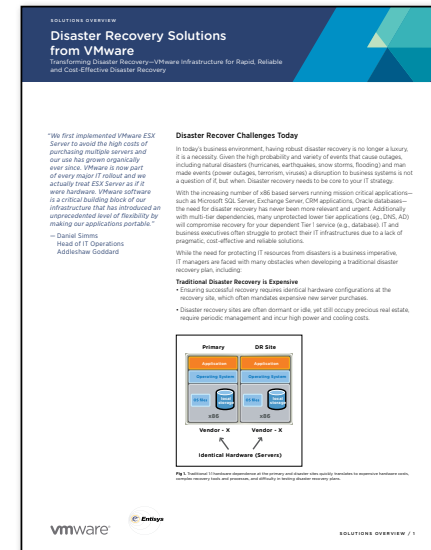 SOLUTIONS OVERVIEW
Disaster Recovery Solutions
from VMware
Transforming Disaster Recovery—VMware Infrastructure for Rapid, Reliable
and Cost-Effective Disaster Recovery
"We first implemented VMware ESX
Server to avoid the high costs of
purchasing multiple servers and
our use has grown organically
ever since. VMware is now part
of every major IT rollout and we
actually treat ESX Server as if it
were hardware. VMware software
is a critical building block of our
infrastructure that has introduced an
unprecedented level of flexibility by
making our applications portable."
— Daniel Simms
Head of IT Operations
Addleshaw Goddard
Disaster Recover Challenges Today
In today's business environment, having robust disaster recovery is no longer a luxury,
it is a necessity. Given the high probability and variety of events that cause outages,
including natural disasters (hurricanes, earthquakes, snow storms, flooding) and man
made events (power outages, terrorism, viruses) a disruption to business systems is not
a question of if, but when. Disaster recovery needs to be core to your IT strategy.
With the increasing number of x86 based servers running mission critical applications—
such as Microsoft SQL Server, Exchange Server, CRM applications, Oracle databases—
the need for disaster recovery has never been more relevant and urgent. Additionally
with multi-tier dependencies, many unprotected lower tier applications (eg., DNS, AD)
will compromise recovery for your dependent Tier 1 service (e.g., database). IT and
business executives often struggle to protect their IT infrastructures due to a lack of
pragmatic, cost-effective and reliable solutions.
While the need for protecting IT resources from disasters is a business imperative,
IT managers are faced with many obstacles when developing a traditional disaster
recovery plan, including:
Traditional Disaster Recovery is Expensive
• Ensuring successful recovery requires identical hardware configurations at the
recovery site, which often mandates expensive new server purchases.
• Disaster recovery sites are often dormant or idle, yet still occupy precious real estate,
require periodic management and incur high power and cooling costs.
Primary DR Site
Application Application
Operating System Operating System
OS files local storage OS files local storage
x86 x86
Vendor - X Vendor - X
Identical Hardware (Servers)
Fig 1. Traditional 1:1 hardware dependence at the primary and disaster sites quickly translates to expensive hardware costs,
complex recovery tools and processes, and difficulty in testing disaster recovery plans.
vmware
Entisys
SOLUTIONS OVERVIEW / 1